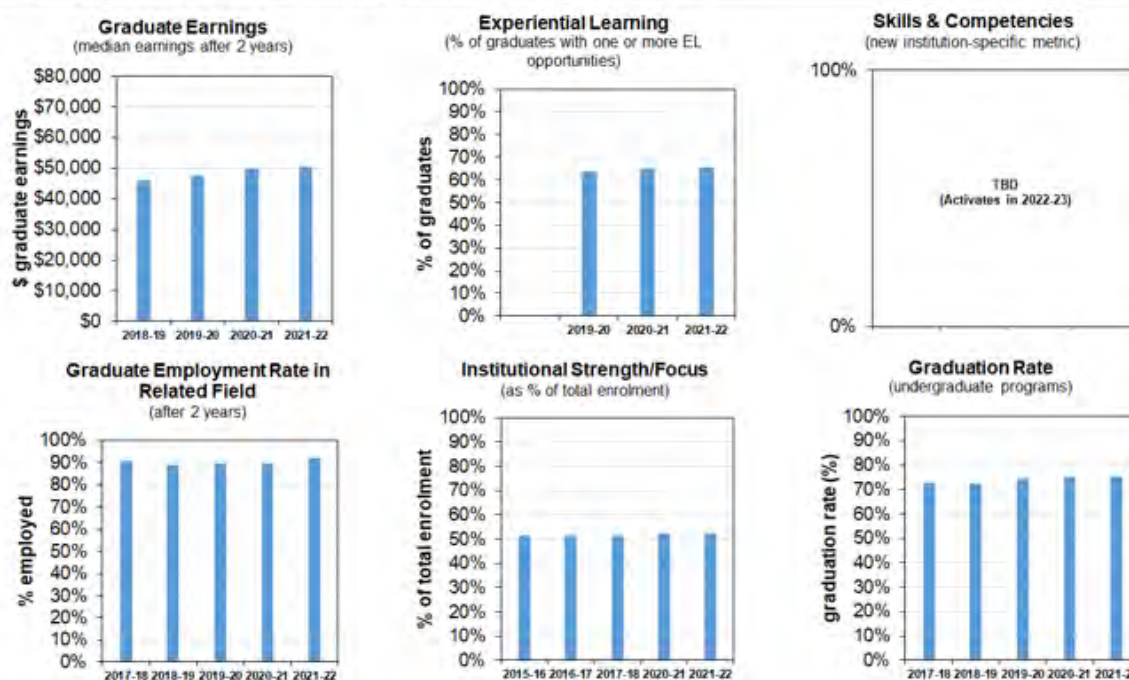 Graduate Earnings
(median earnings after 2 years)
$ graduate earnings
$80,000
$70,000
$60,000
$50,000
$40,000
$30,000
$20,000
$10,000
$0
2018-19 2019-20 2020-21 2021-22
Experiential Learning
(% of graduates with one or more EL
opportunities)
% of graduates
100%
90%
80%
70%
60%
50%
40%
30%
20%
10%
0%
2019-20 2020-21 2021-22
Skills & Competencies
(new institution-specific metric)
100%
TBD
(Activates in 2022-23)
0%
Graduate Employment Rate in
Related Field
(after 2 years)
% employed
100%
90%
80%
70%
60%
50%
40%
30%
20%
10%
0%
2017-18 2018-19 2019-20 2020-21 2021-22
Institutional Strength/Focus
(as % of total enrolment)
% of total enrolment
100%
90%
80%
70%
60%
50%
40%
30%
20%
10%
0%
2015-16 2016-17 2017-18 2020-21 2021-22
Graduation Rate
(undergraduate programs)
graduation rate (%)
100%
90%
80%
70%
60%
50%
40%
30%
20%
10%
0%
2017-18 2018-19 2019-20 2020-21 2021-2